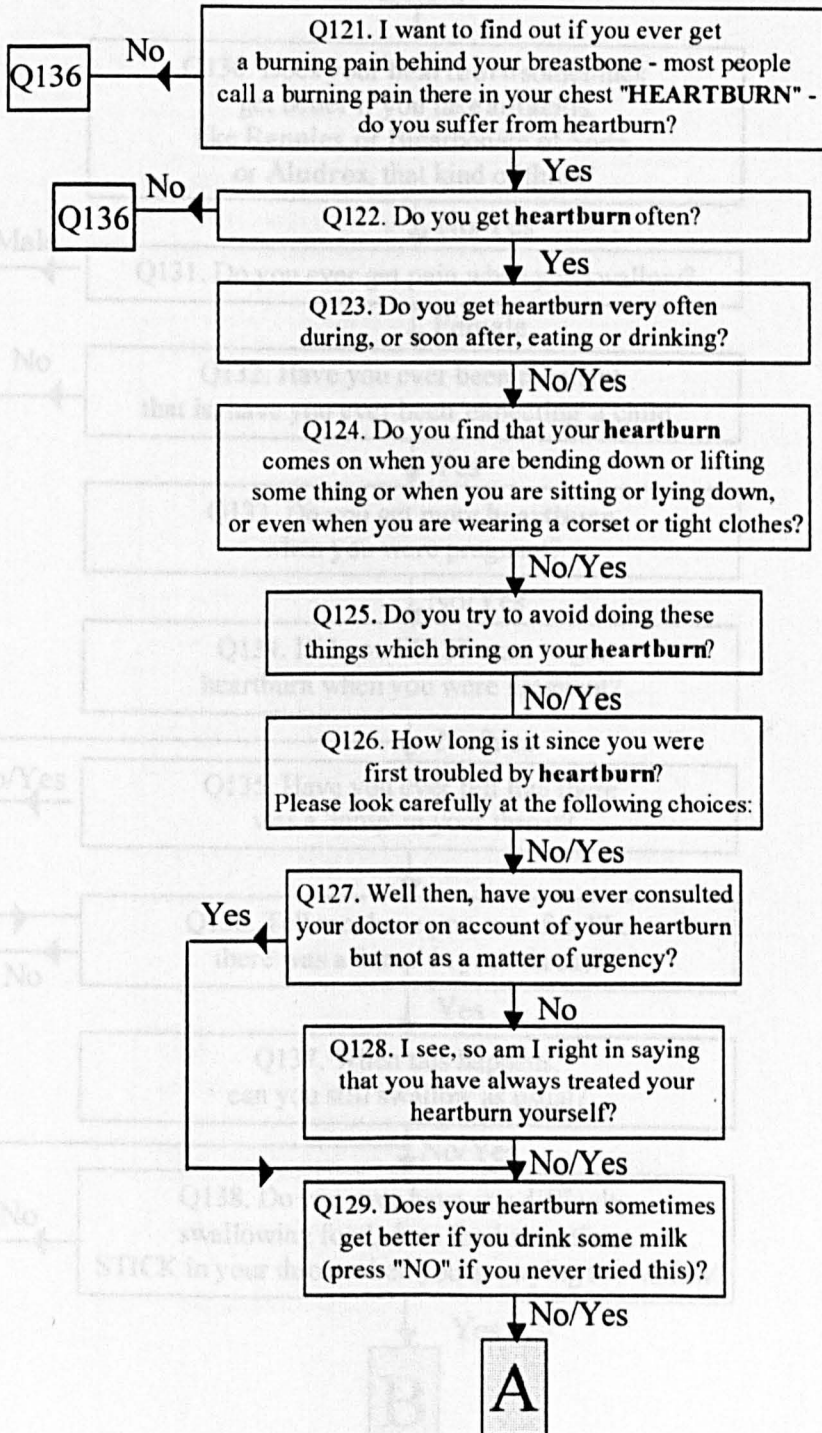 Q121. I want to find out if you ever get
a burning pain behind your breastbone - most people
call a burning pain there in your chest "HEARTBURN" -
do you suffer from heartburn?
No
Q136
Yes
Q122. Do you get heartburn often?
No
Q136
Yes
Q123. Do you get heartburn very often
during, or soon after, eating or drinking?
No/Yes
Q124. Do you find that your heartburn
comes on when you are bending down or lifting
some thing or when you are sitting or lying down,
or even when you are wearing a corset or tight clothes?
No/Yes
Q125. Do you try to avoid doing these
things which bring on your heartburn?
No/Yes
Q126. How long is it since you were
first troubled by heartburn?
Please look carefully at the following choices:
No/Yes
Q127. Well then, have you ever consulted
your doctor on account of your heartburn
but not as a matter of urgency?
Yes
No
Q128. I see, so am I right in saying
that you have always treated your
heartburn yourself?
No/Yes
Q129. Does your heartburn sometimes
get better if you drink some milk
(press "NO" if you never tried this)?
No/Yes
A